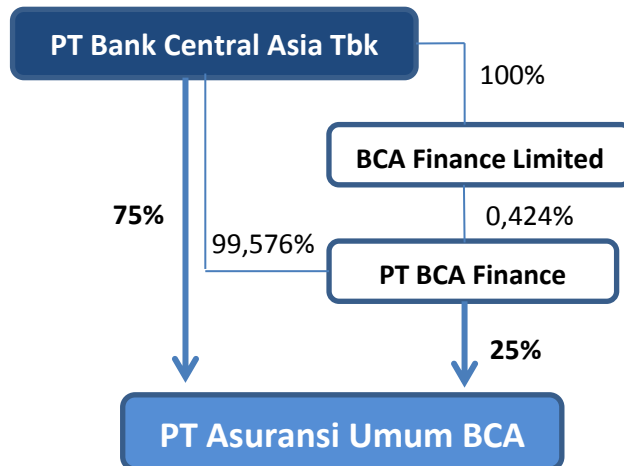 PT Bank Central Asia Tbk
100%
BCA Finance Limited
75%
0,424%
99,576%
PT BCA Finance
25%
PT Asuransi Umum BCA